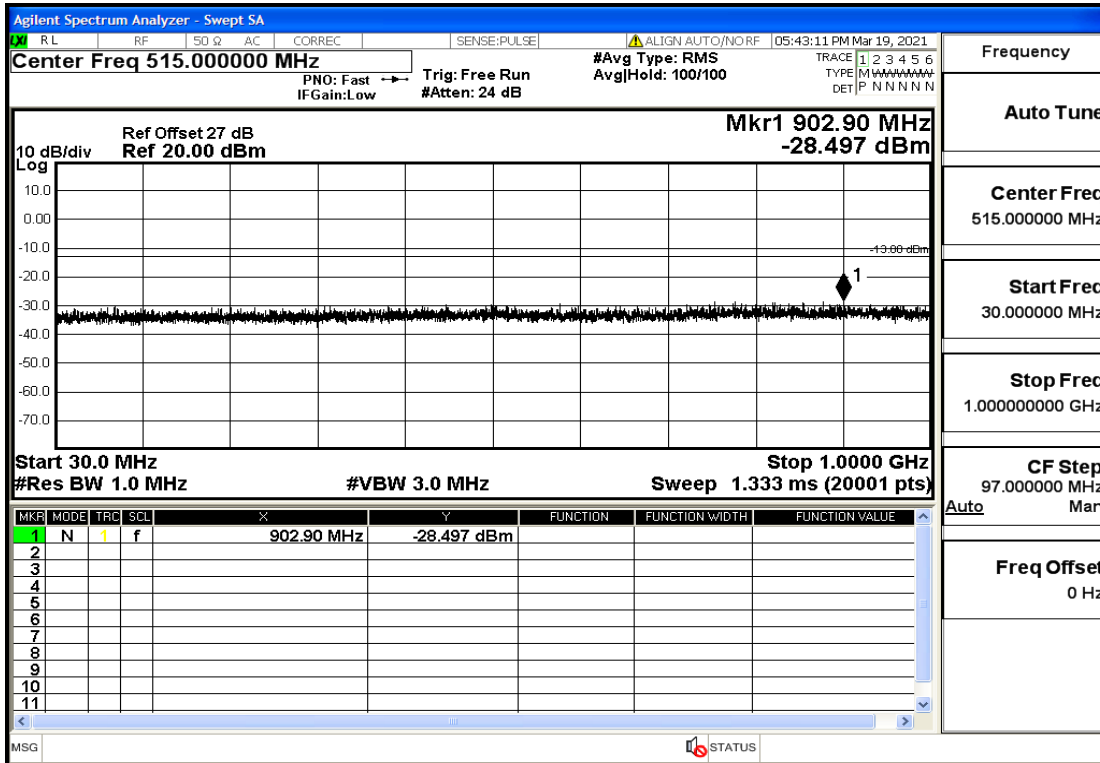 Agilent Spectrum Analyzer - Swept SA
LXI RL RF 50 Ω AC CORREC SENSE:PULSE ALIGN AUTO/NO RF 05:43:11 PM Mar 19, 2021
Center Freq 515.000000 MHz
PNO: Fast
IFGain:Low
Trig: Free Run
#Atten: 24 dB
#Avg Type: RMS
Avg|Hold: 100/100
TRACE 1 2 3 4 5 6
TYPE M
DET P N N N N N
Ref Offset 27 dB
10 dB/div Ref 20.00 dBm
Log
Mkr1 902.90 MHz
-28.497 dBm
10.0
0.00
-10.0
-13.00 dBm
-20.0
1
-30.0
-40.0
-50.0
-60.0
-70.0
Start 30.0 MHz Stop 1.0000 GHz
#Res BW 1.0 MHz #VBW 3.0 MHz Sweep 1.333 ms (20001 pts)
MKR MODE TRC SCL X Y FUNCTION FUNCTION WIDTH FUNCTION VALUE
1 N 1 f 902.90 MHz -28.497 dBm
2
3
4
5
6
7
8
9
10
11
MSG STATUS
Frequency
Auto Tune
Center Freq
515.000000 MHz
Start Freq
30.000000 MHz
Stop Freq
1.000000000 GHz
CF Step
97.000000 MHz
Auto Man
Freq Offset
0 Hz